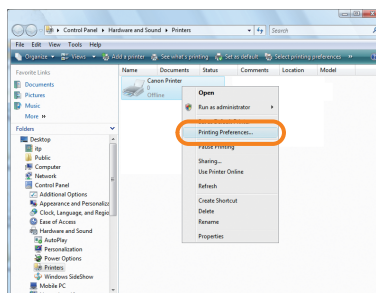 Control Panel ▸ Hardware and Sound ▸ Printers
Search
File Edit View Tools Help
Organize Views Add a printer See what's printing Set as default Select printing preferences »
Favorite Links
Documents
Pictures
Music
More »
Folders
Desktop
itp
Public
Computer
Network
Control Panel
Additional Options
Appearance and Personaliz
Clock, Language, and Regio
Ease of Access
Hardware and Sound
AutoPlay
Personalization
Power Options
Printers
Windows SideShow
Mobile PC
Name Documents Status Comments Location Model
Canon Printer
0
Offline
Open
Run as administrator
Printing Preferences...
Pause Printing
Sharing...
Use Printer Online
Refresh
Create Shortcut
Delete
Rename
Properties